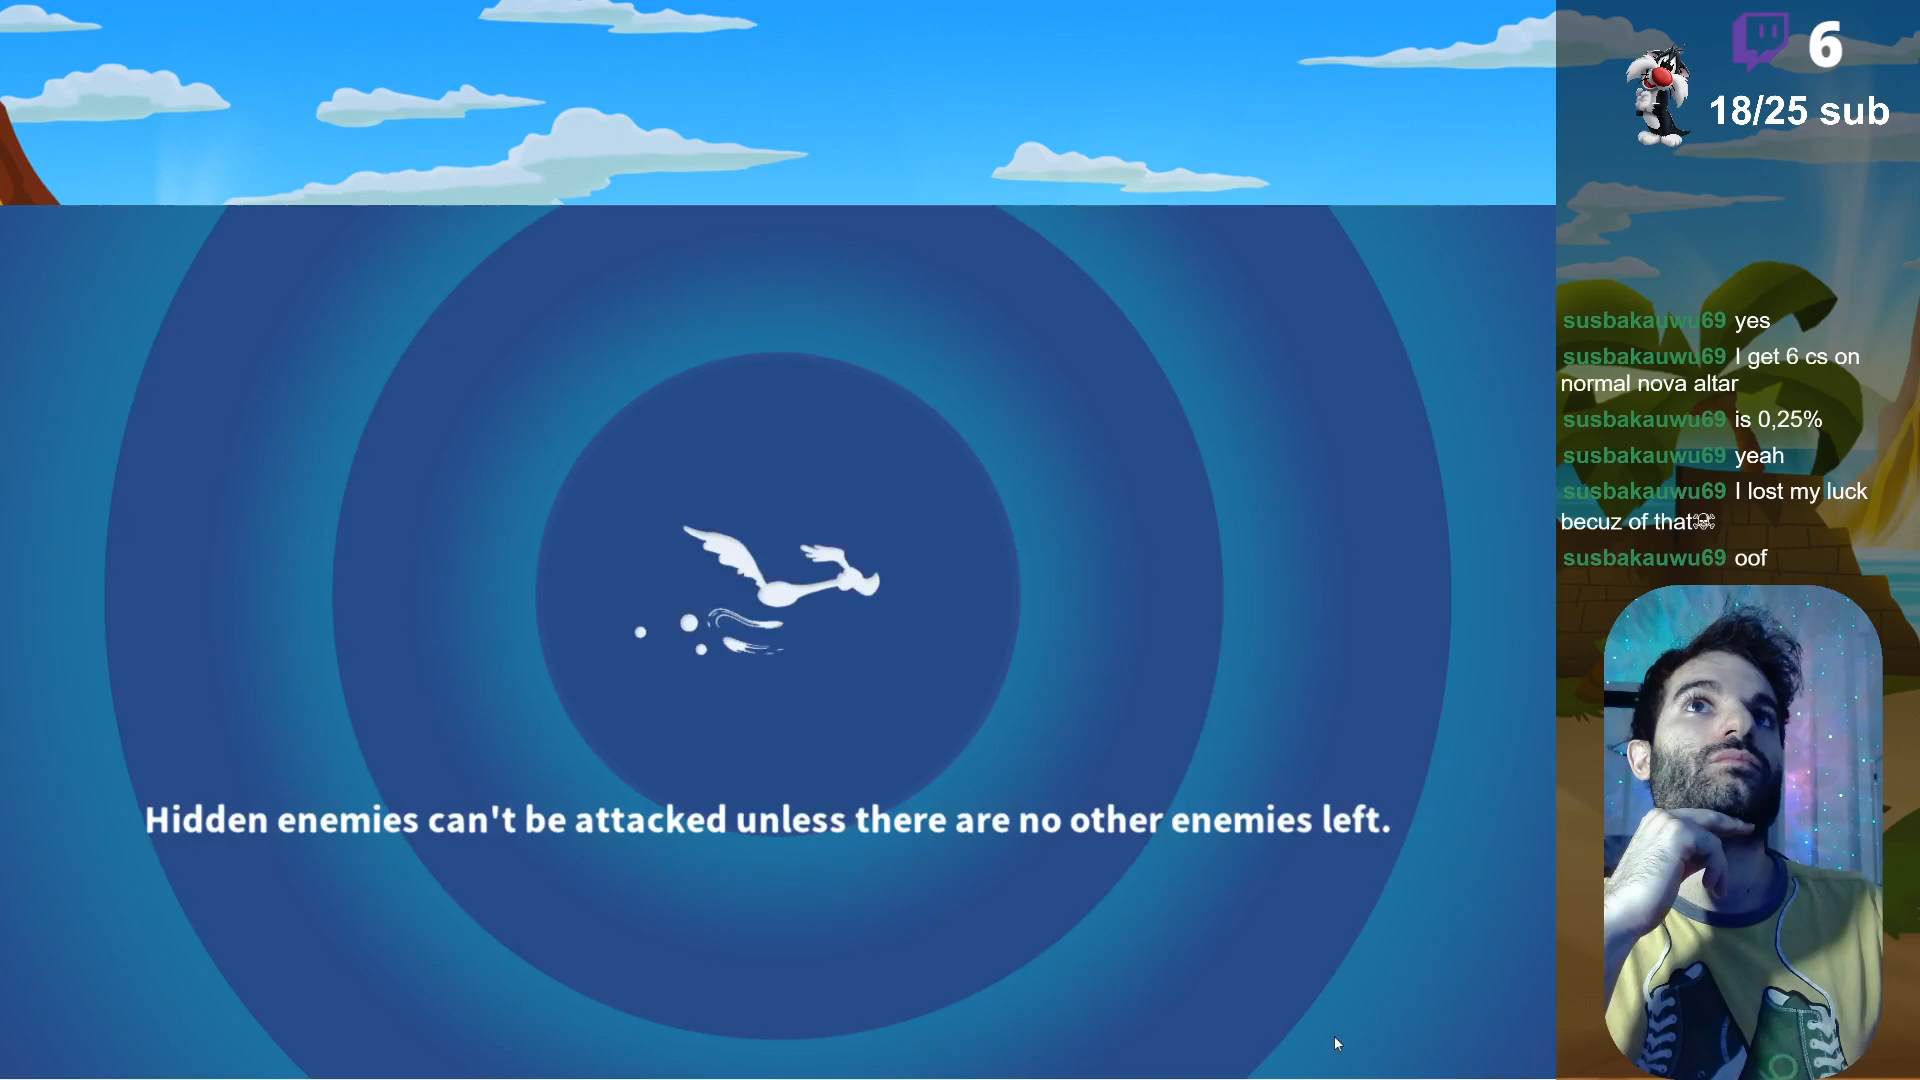 6
18/25 sub
susbakauwu69 yes
susbakauwu69 I get 6 cs on
normal nova altar
susbakauwu69 is 0,25%
susbakauwu69 yeah
susbakauwu69 I lost my luck
becuz of that☠
susbakauwu69 oof
Hidden enemies can't be attacked unless there are no other enemies left.